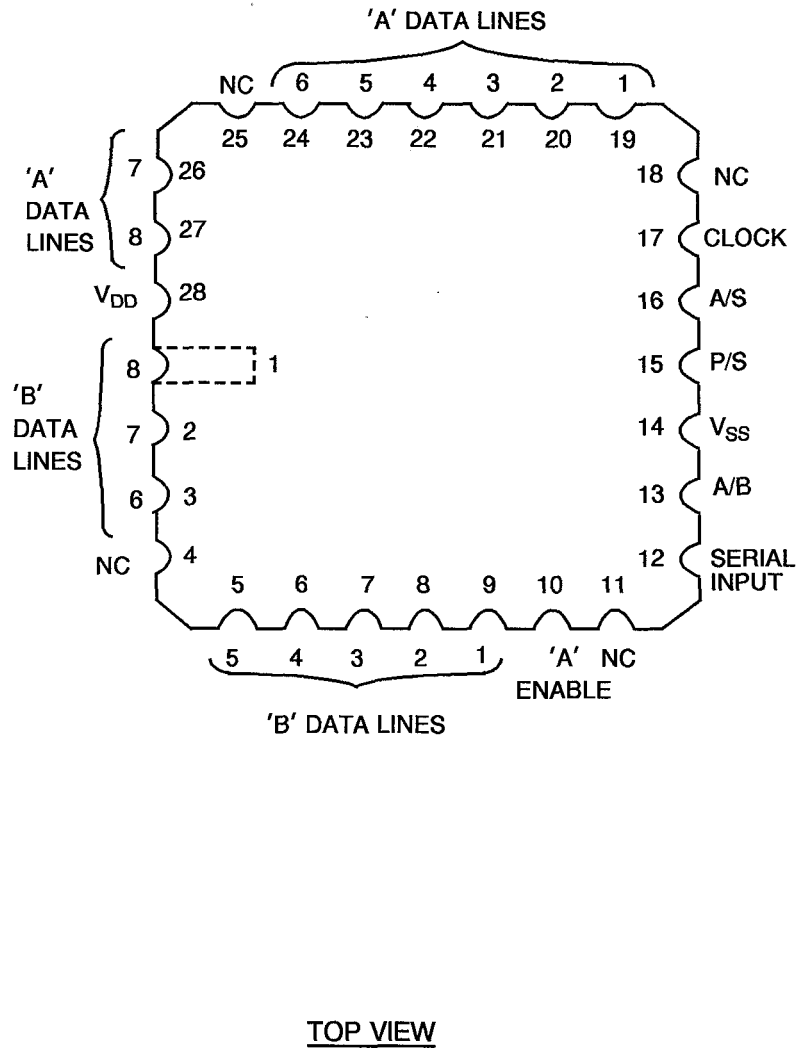 'A' DATA LINES
NC 6 5 4 3 2 1
25 24 23 22 21 20 19
'A'
DATA
LINES
7 26
8 27
V_DD 28
'B'
DATA
LINES
8 1
7 2
6 3
NC 4
18 NC
17 CLOCK
16 A/S
15 P/S
14 V_SS
13 A/B
12 SERIAL
INPUT
5 6 7 8 9 10 11
5 4 3 2 1 'A' NC
ENABLE
'B' DATA LINES
TOP VIEW